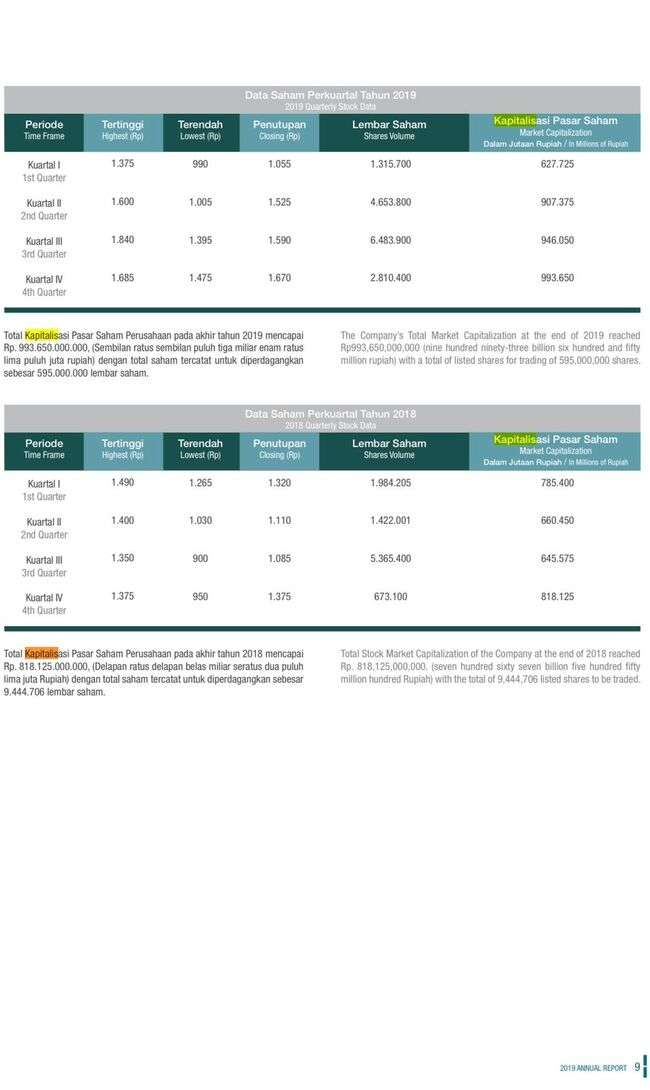 Data Saham Perkuartal Tahun 2019
2019 Quarterly Stock Data
Periode Tertinggi Terendah Penutupan Lembar Saham Kapitalisasi Pasar Saham
Time Frame Highest (Rp) Lowest (Rp) Closing (Rp) Shares Volume Market Capitalization
Dalam Jutaan Rupiah / In Millions of Rupiah
Kuartal I 1.375 990 1.055 1.315.700 627.725
1st Quarter
Kuartal II 1.600 1.005 1.525 4.653.800 907.375
2nd Quarter
Kuartal III 1.840 1.395 1.590 6.483.900 946.050
3rd Quarter
Kuartal IV 1.685 1.475 1.670 2.810.400 993.650
4th Quarter
Total Kapitalisasi Pasar Saham Perusahaan pada akhir tahun 2019 mencapai
Rp. 993.650.000.000, (Sembilan ratus sembilan puluh tiga miliar enam ratus
lima puluh juta rupiah) dengan total saham tercatat untuk diperdagangkan
sebesar 595.000.000 lembar saham.
The Company's Total Market Capitalization at the end of 2019 reached
Rp993,650,000,000 (nine hundred ninety-three billion six hundred and fifty
million rupiah) with a total of listed shares for trading of 595,000,000 shares.
Data Saham Perkuartal Tahun 2018
2018 Quarterly Stock Data
Periode Tertinggi Terendah Penutupan Lembar Saham Kapitalisasi Pasar Saham
Time Frame Highest (Rp) Lowest (Rp) Closing (Rp) Shares Volume Market Capitalization
Dalam Jutaan Rupiah / In Millions of Rupiah
Kuartal I 1.490 1.265 1.320 1.984.205 785.400
1st Quarter
Kuartal II 1.400 1.030 1.110 1.422.001 660.450
2nd Quarter
Kuartal III 1.350 900 1.085 5.365.400 645.575
3rd Quarter
Kuartal IV 1.375 950 1.375 673.100 818.125
4th Quarter
Total Kapitalisasi Pasar Saham Perusahaan pada akhir tahun 2018 mencapai
Rp. 818.125.000.000, (Delapan ratus delapan belas miliar seratus dua puluh
lima juta Rupiah) dengan total saham tercatat untuk diperdagangkan sebesar
9.444.706 lembar saham.
Total Stock Market Capitalization of the Company at the end of 2018 reached
Rp. 818,125,000,000. (seven hundred sixty seven billion five hundred fifty
million hundred Rupiah) with the total of 9,444,706 listed shares to be traded.
2019 ANNUAL REPORT 9